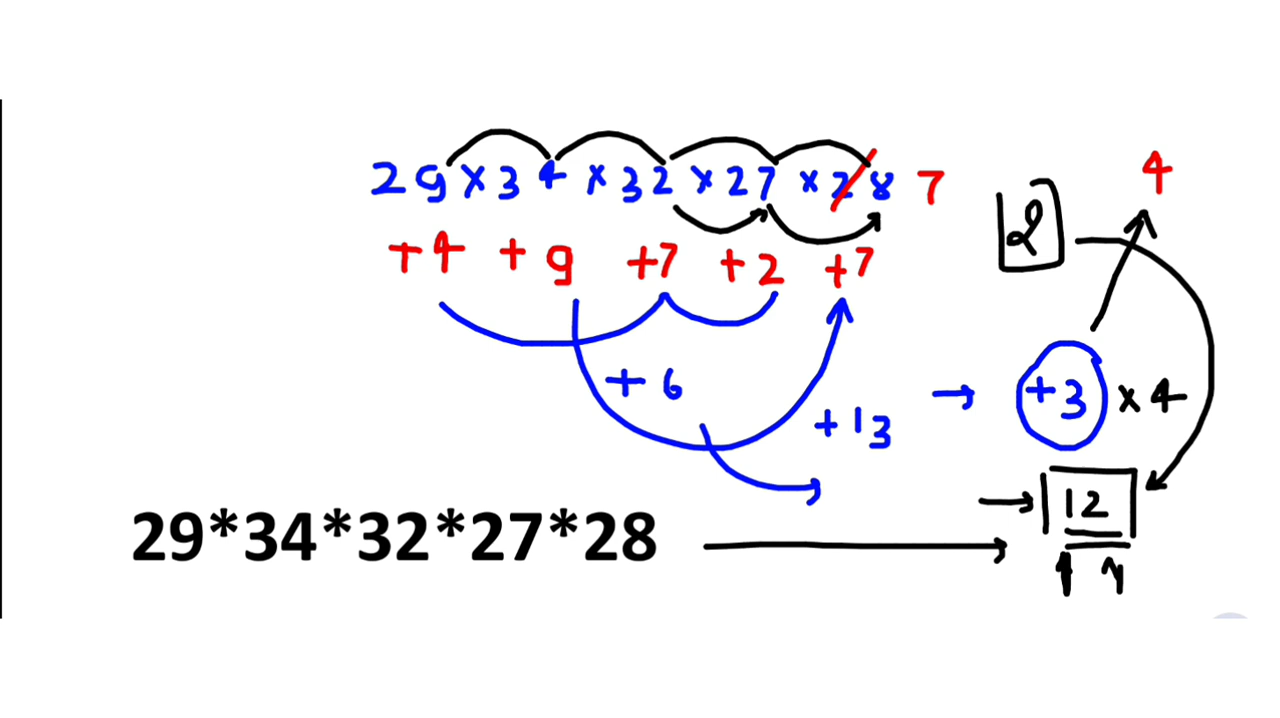 29 × 34 × 32 × 27 × 28 7
4
2
+4 + 9 +7 +2 +7
+6
+13
→ +3 × 4
→ 12
29*34*32*27*28 →